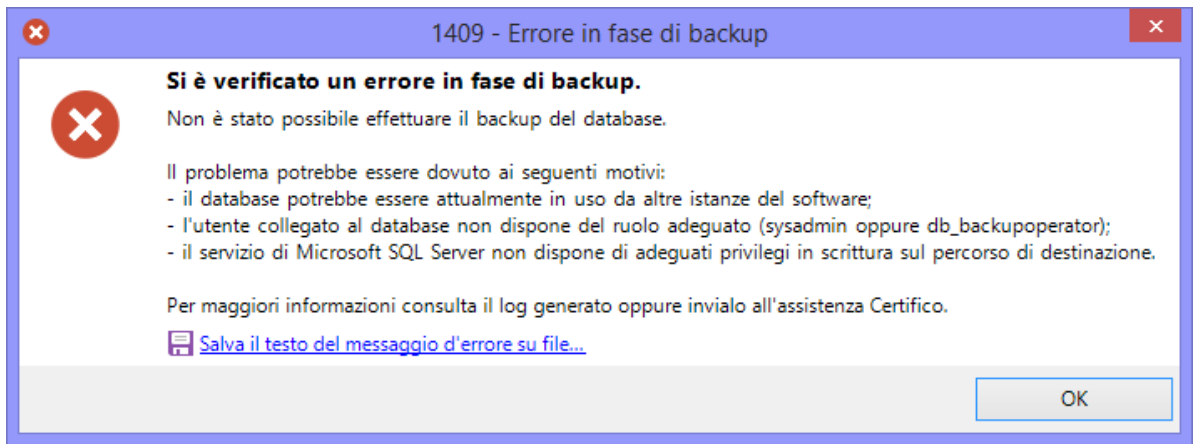 1409 - Errore in fase di backup
Si è verificato un errore in fase di backup.
Non è stato possibile effettuare il backup del database.
Il problema potrebbe essere dovuto ai seguenti motivi:
- il database potrebbe essere attualmente in uso da altre istanze del software;
- l'utente collegato al database non dispone del ruolo adeguato (sysadmin oppure db_backupoperator);
- il servizio di Microsoft SQL Server non dispone di adeguati privilegi in scrittura sul percorso di destinazione.
Per maggiori informazioni consulta il log generato oppure invialo all'assistenza Certifico.
Salva il testo del messaggio d'errore su file...
OK